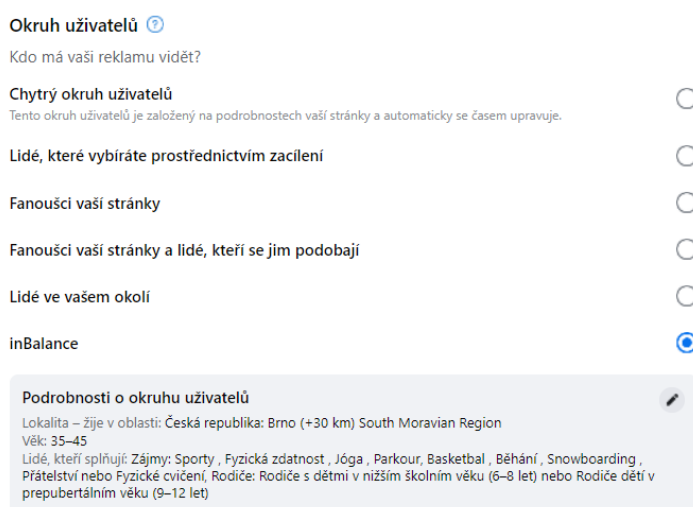 Okruh uživatelů ?
Kdo má vaši reklamu vidět?
Chytrý okruh uživatelů
Tento okruh uživatelů je založený na podrobnostech vaší stránky a automaticky se časem upravuje.
Lidé, které vybíráte prostřednictvím zacílení
Fanoušci vaší stránky
Fanoušci vaší stránky a lidé, kteří se jim podobají
Lidé ve vašem okolí
inBalance
Podrobnosti o okruhu uživatelů
Lokalita – žije v oblasti: Česká republika: Brno (+30 km) South Moravian Region
Věk: 35–45
Lidé, kteří splňují: Zájmy: Sporty , Fyzická zdatnost , Jóga , Parkour, Basketbal , Běhání , Snowboarding ,
Přátelství nebo Fyzické cvičení, Rodiče: Rodiče s dětmi v nižším školním věku (6–8 let) nebo Rodiče dětí v
prepubertálním věku (9–12 let)